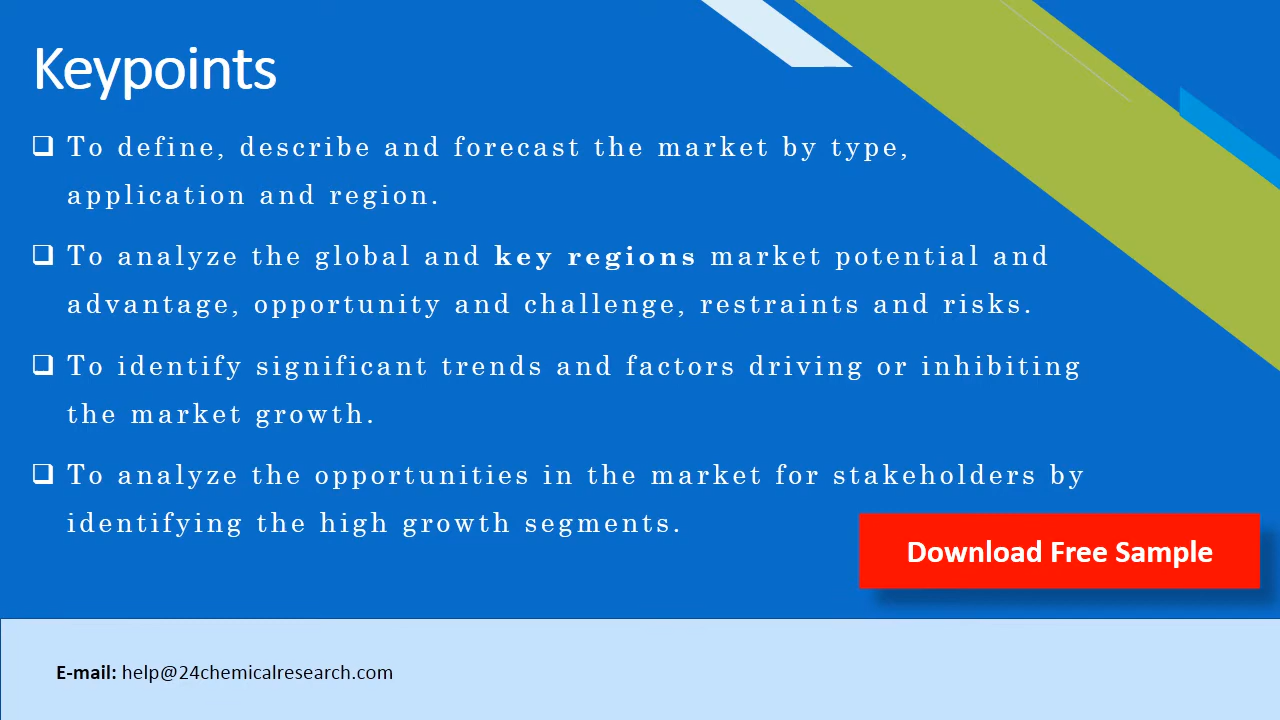 Keypoints
❑ To define, describe and forecast the market by type,
application and region.
❑ To analyze the global and key regions market potential and
advantage, opportunity and challenge, restraints and risks.
❑ To identify significant trends and factors driving or inhibiting
the market growth.
❑ To analyze the opportunities in the market for stakeholders by
identifying the high growth segments.
Download Free Sample
E-mail: help@24chemicalresearch.com